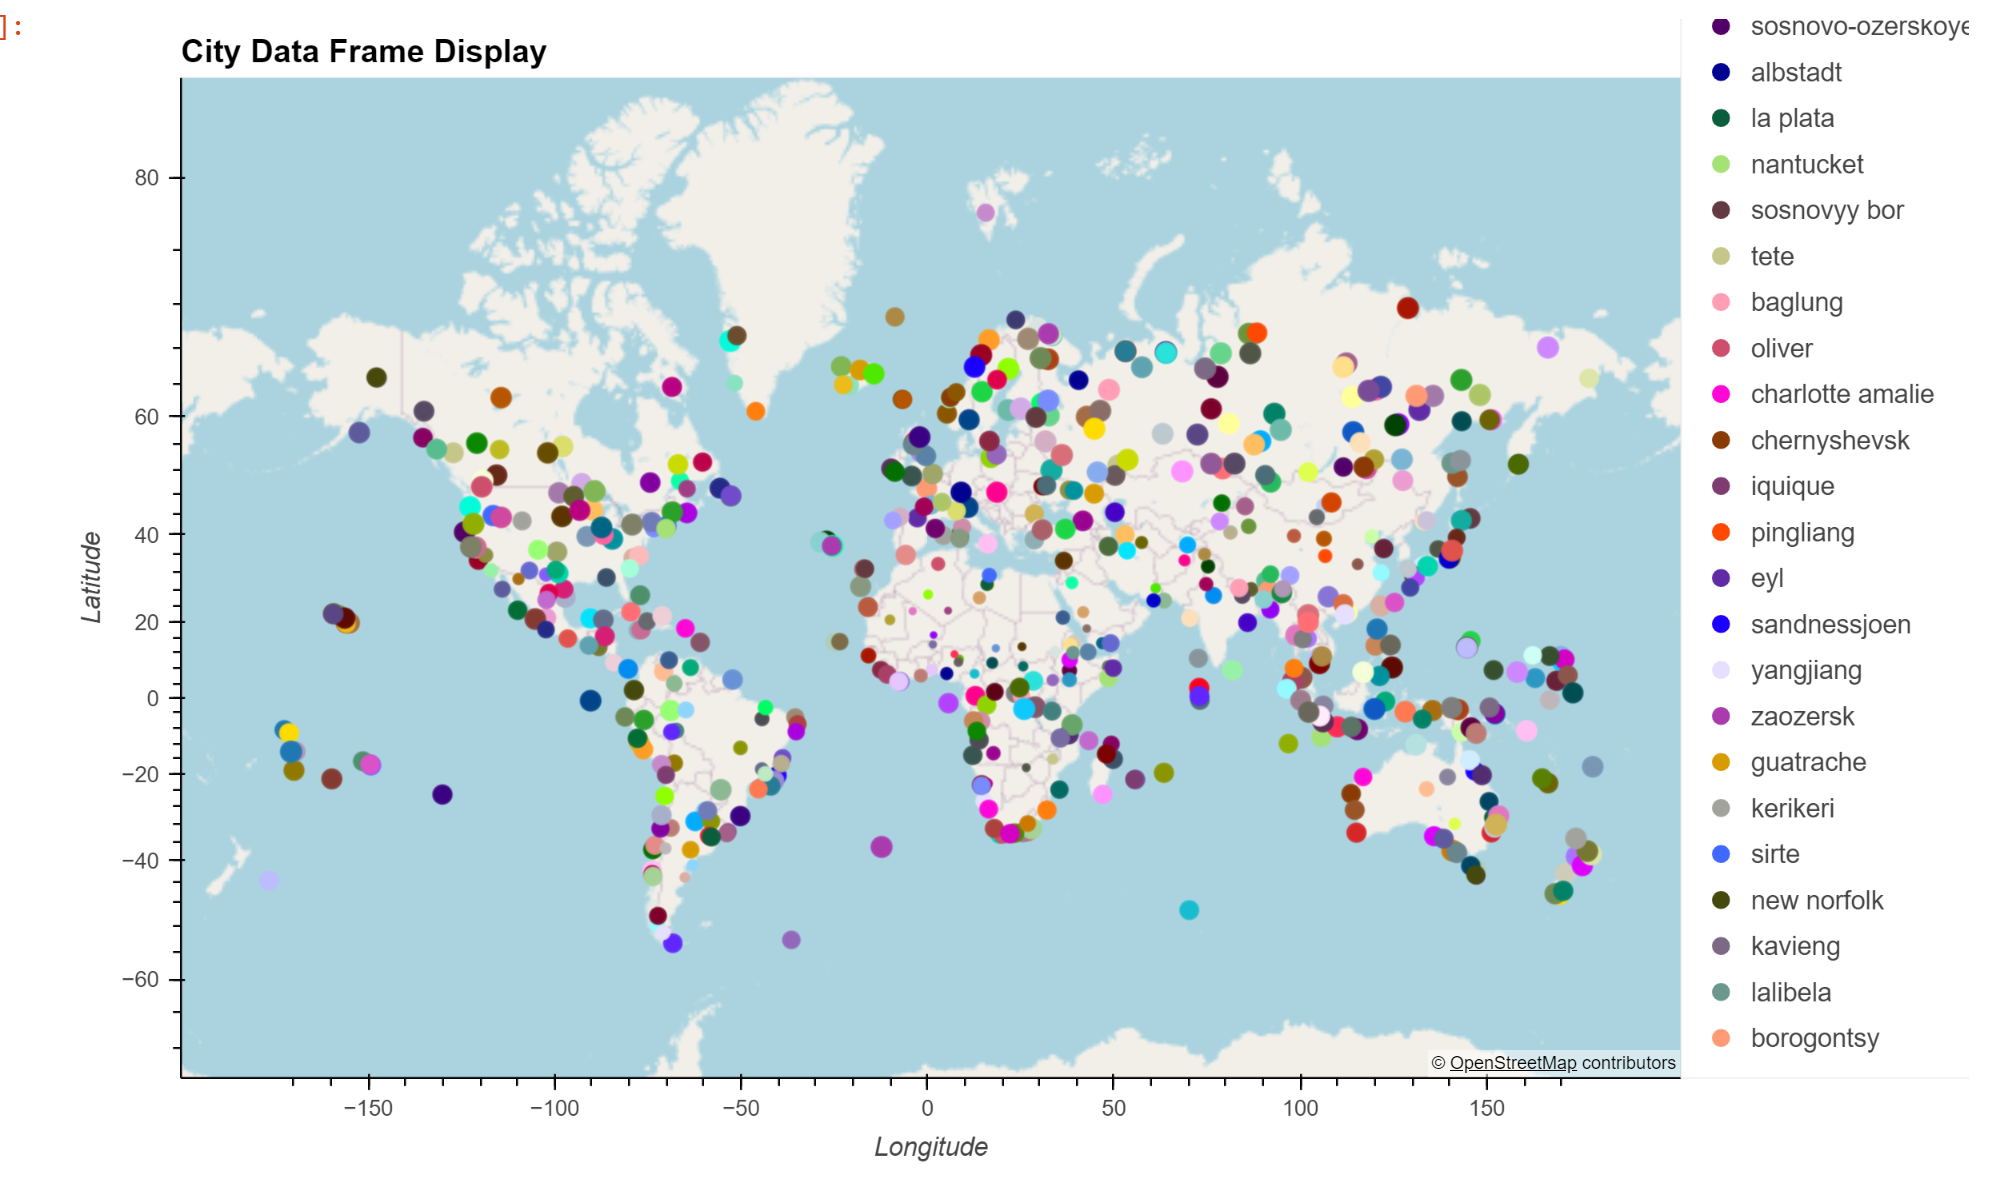 ]:
City Data Frame Display
Latitude
80
60
40
20
0
−20
−40
−60
−150
−100
−50
0
50
100
150
Longitude
© OpenStreetMap contributors
sosnovo-ozerskoye
albstadt
la plata
nantucket
sosnovyy bor
tete
baglung
oliver
charlotte amalie
chernyshevsk
iquique
pingliang
eyl
sandnessjoen
yangjiang
zaozersk
guatrache
kerikeri
sirte
new norfolk
kavieng
lalibela
borogontsy